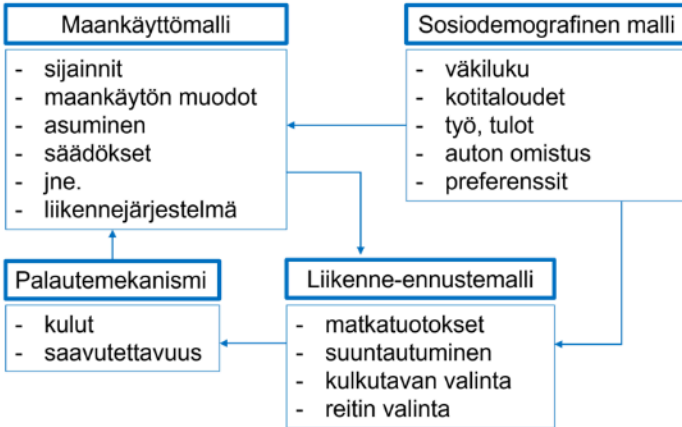 Maankäyttömalli
- sijainnit
- maankäytön muodot
- asuminen
- säädökset
- jne.
- liikennejärjestelmä
Sosiodemografinen malli
- väkiluku
- kotitaloudet
- työ, tulot
- auton omistus
- preferenssit
Palautemekanismi
- kulut
- saavutettavuus
Liikenne-ennustemalli
- matkatuotokset
- suuntautuminen
- kulkutavan valinta
- reitin valinta